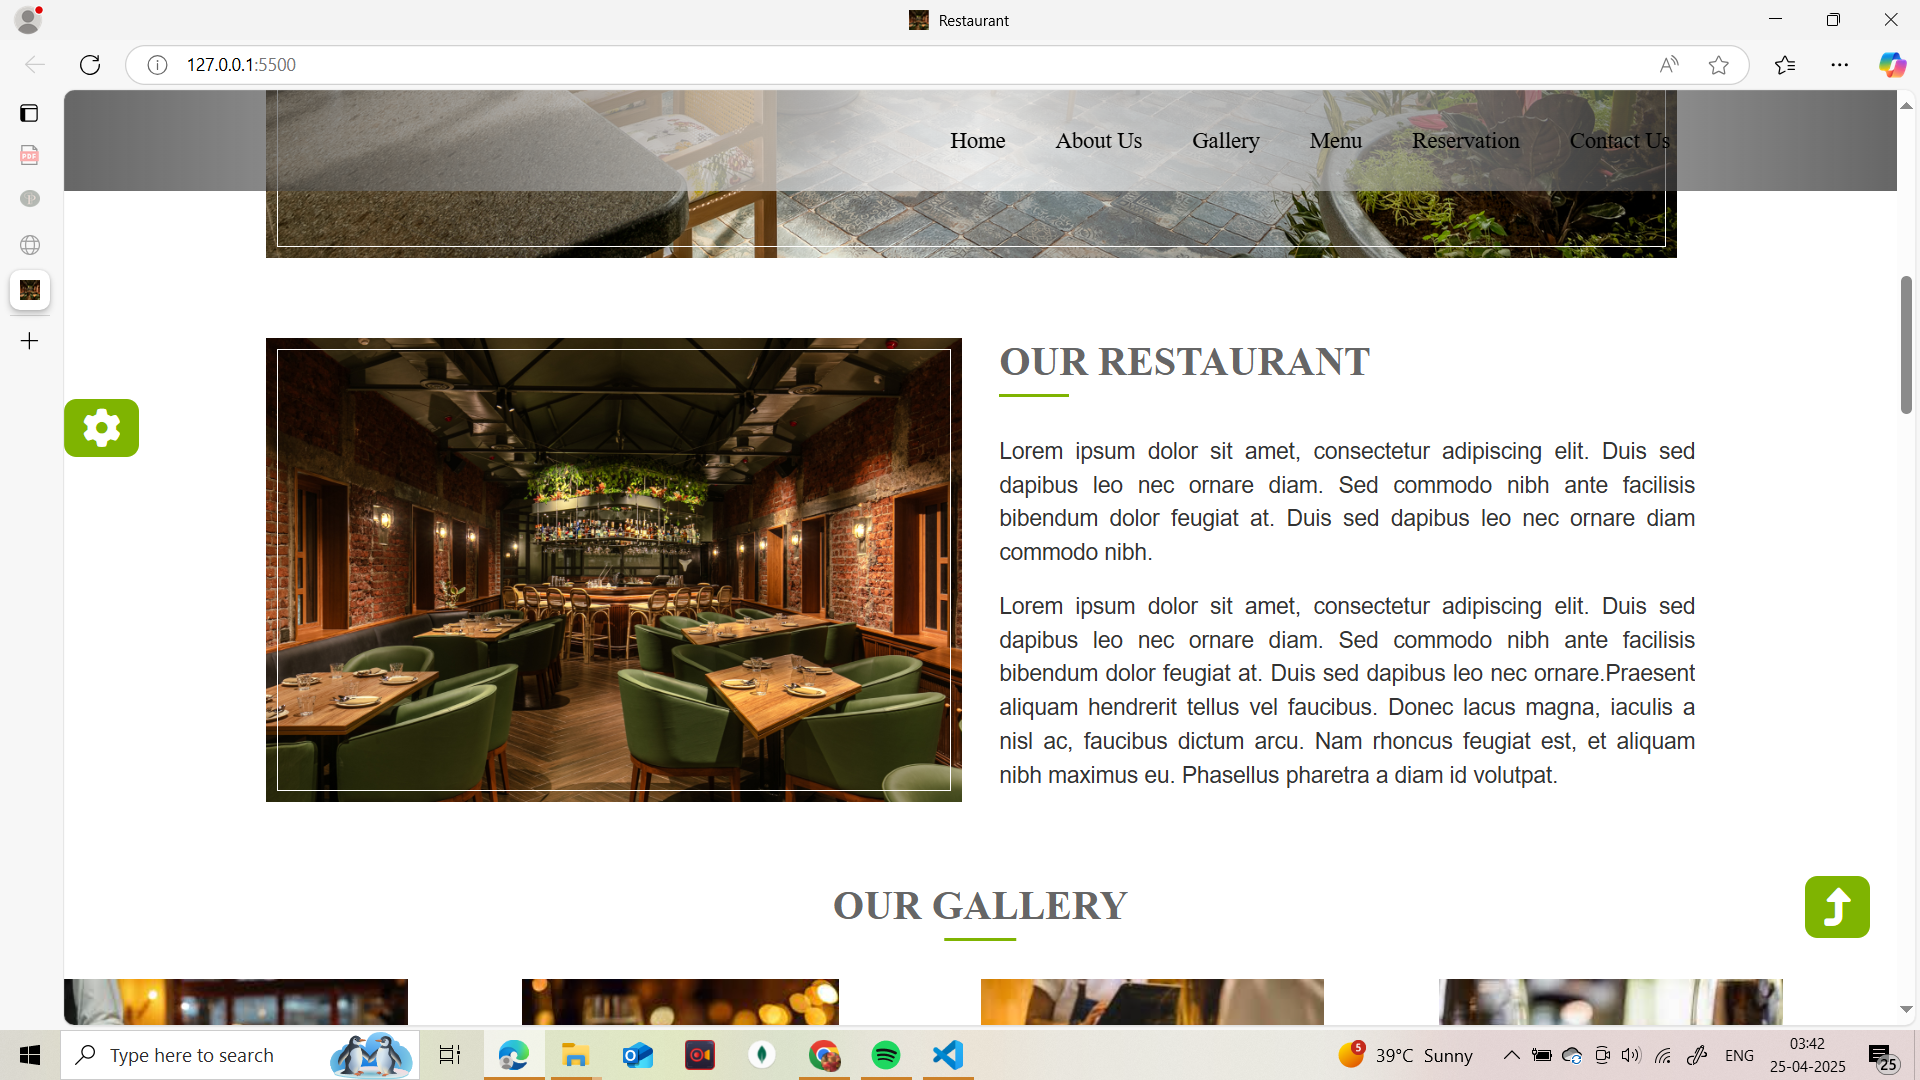 Restaurant
127.0.0.1:5500
PDF
Home About Us Gallery Menu Reservation Contact Us
OUR RESTAURANT
Lorem ipsum dolor sit amet, consectetur adipiscing elit. Duis sed
dapibus leo nec ornare diam. Sed commodo nibh ante facilisis
bibendum dolor feugiat at. Duis sed dapibus leo nec ornare diam
commodo nibh.
Lorem ipsum dolor sit amet, consectetur adipiscing elit. Duis sed
dapibus leo nec ornare diam. Sed commodo nibh ante facilisis
bibendum dolor feugiat at. Duis sed dapibus leo nec ornare.Praesent
aliquam hendrerit tellus vel faucibus. Donec lacus magna, iaculis a
nisl ac, faucibus dictum arcu. Nam rhoncus feugiat est, et aliquam
nibh maximus eu. Phasellus pharetra a diam id volutpat.
OUR GALLERY
Type here to search
5
39°C Sunny
ENG
03:42
25-04-2025
25